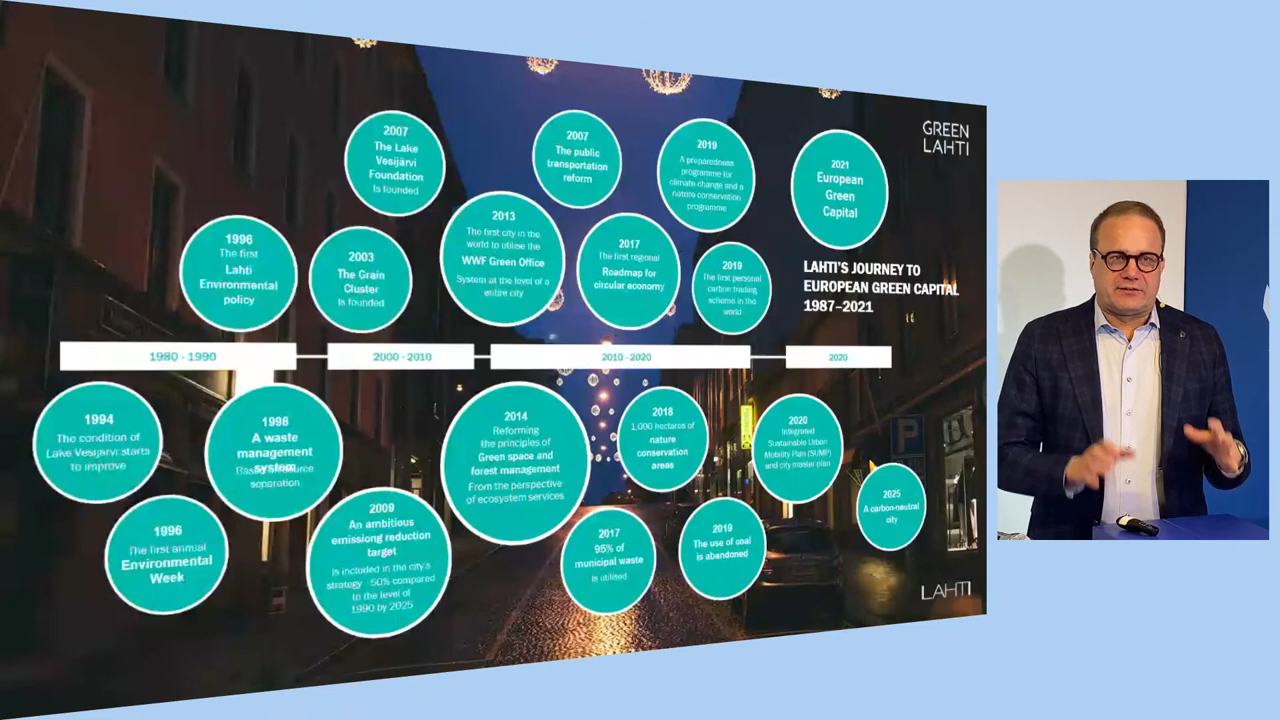 GREEN
LAHTI
2007
The Lake
Vesijärvi
Foundation
is founded
2007
The public
transportation
reform
2019
A preparedness
programme for
climate change and a
nature conservation
programme
2021
European
Green
Capital
1996
The first
Lahti
Environmental
policy
2003
The Grain
Cluster
is founded
2013
The first city in the
world to utilise the
WWF Green Office
System at the level of a
entire city
2017
The first regional
Roadmap for
circular economy
2019
The first personal
carbon trading
scheme in the
world
LAHTI'S JOURNEY TO
EUROPEAN GREEN CAPITAL
1987–2021
1980 - 1990
2000 - 2010
2010 - 2020
2020
1994
The condition of
Lake Vesijärvi starts
to improve
1998
A waste
management
system
source
separation
2014
Reforming
the principles of
Green space and
forest management
From the perspective
of ecosystem services
2018
1,000 hectares of
nature
conservation
areas
2020
Integrated
Sustainable Urban
Mobility Plan (SUMP)
and city master plan
2025
A carbon-neutral
city
1996
The first annual
Environmental
Week
2009
An ambitious
emissiong reduction
target
is included in the city's
strategy -50% compared
to the level of
1990 by 2025
2017
95% of
municipal waste
is utilised
2019
The use of coal
is abandoned
P
LAHTI